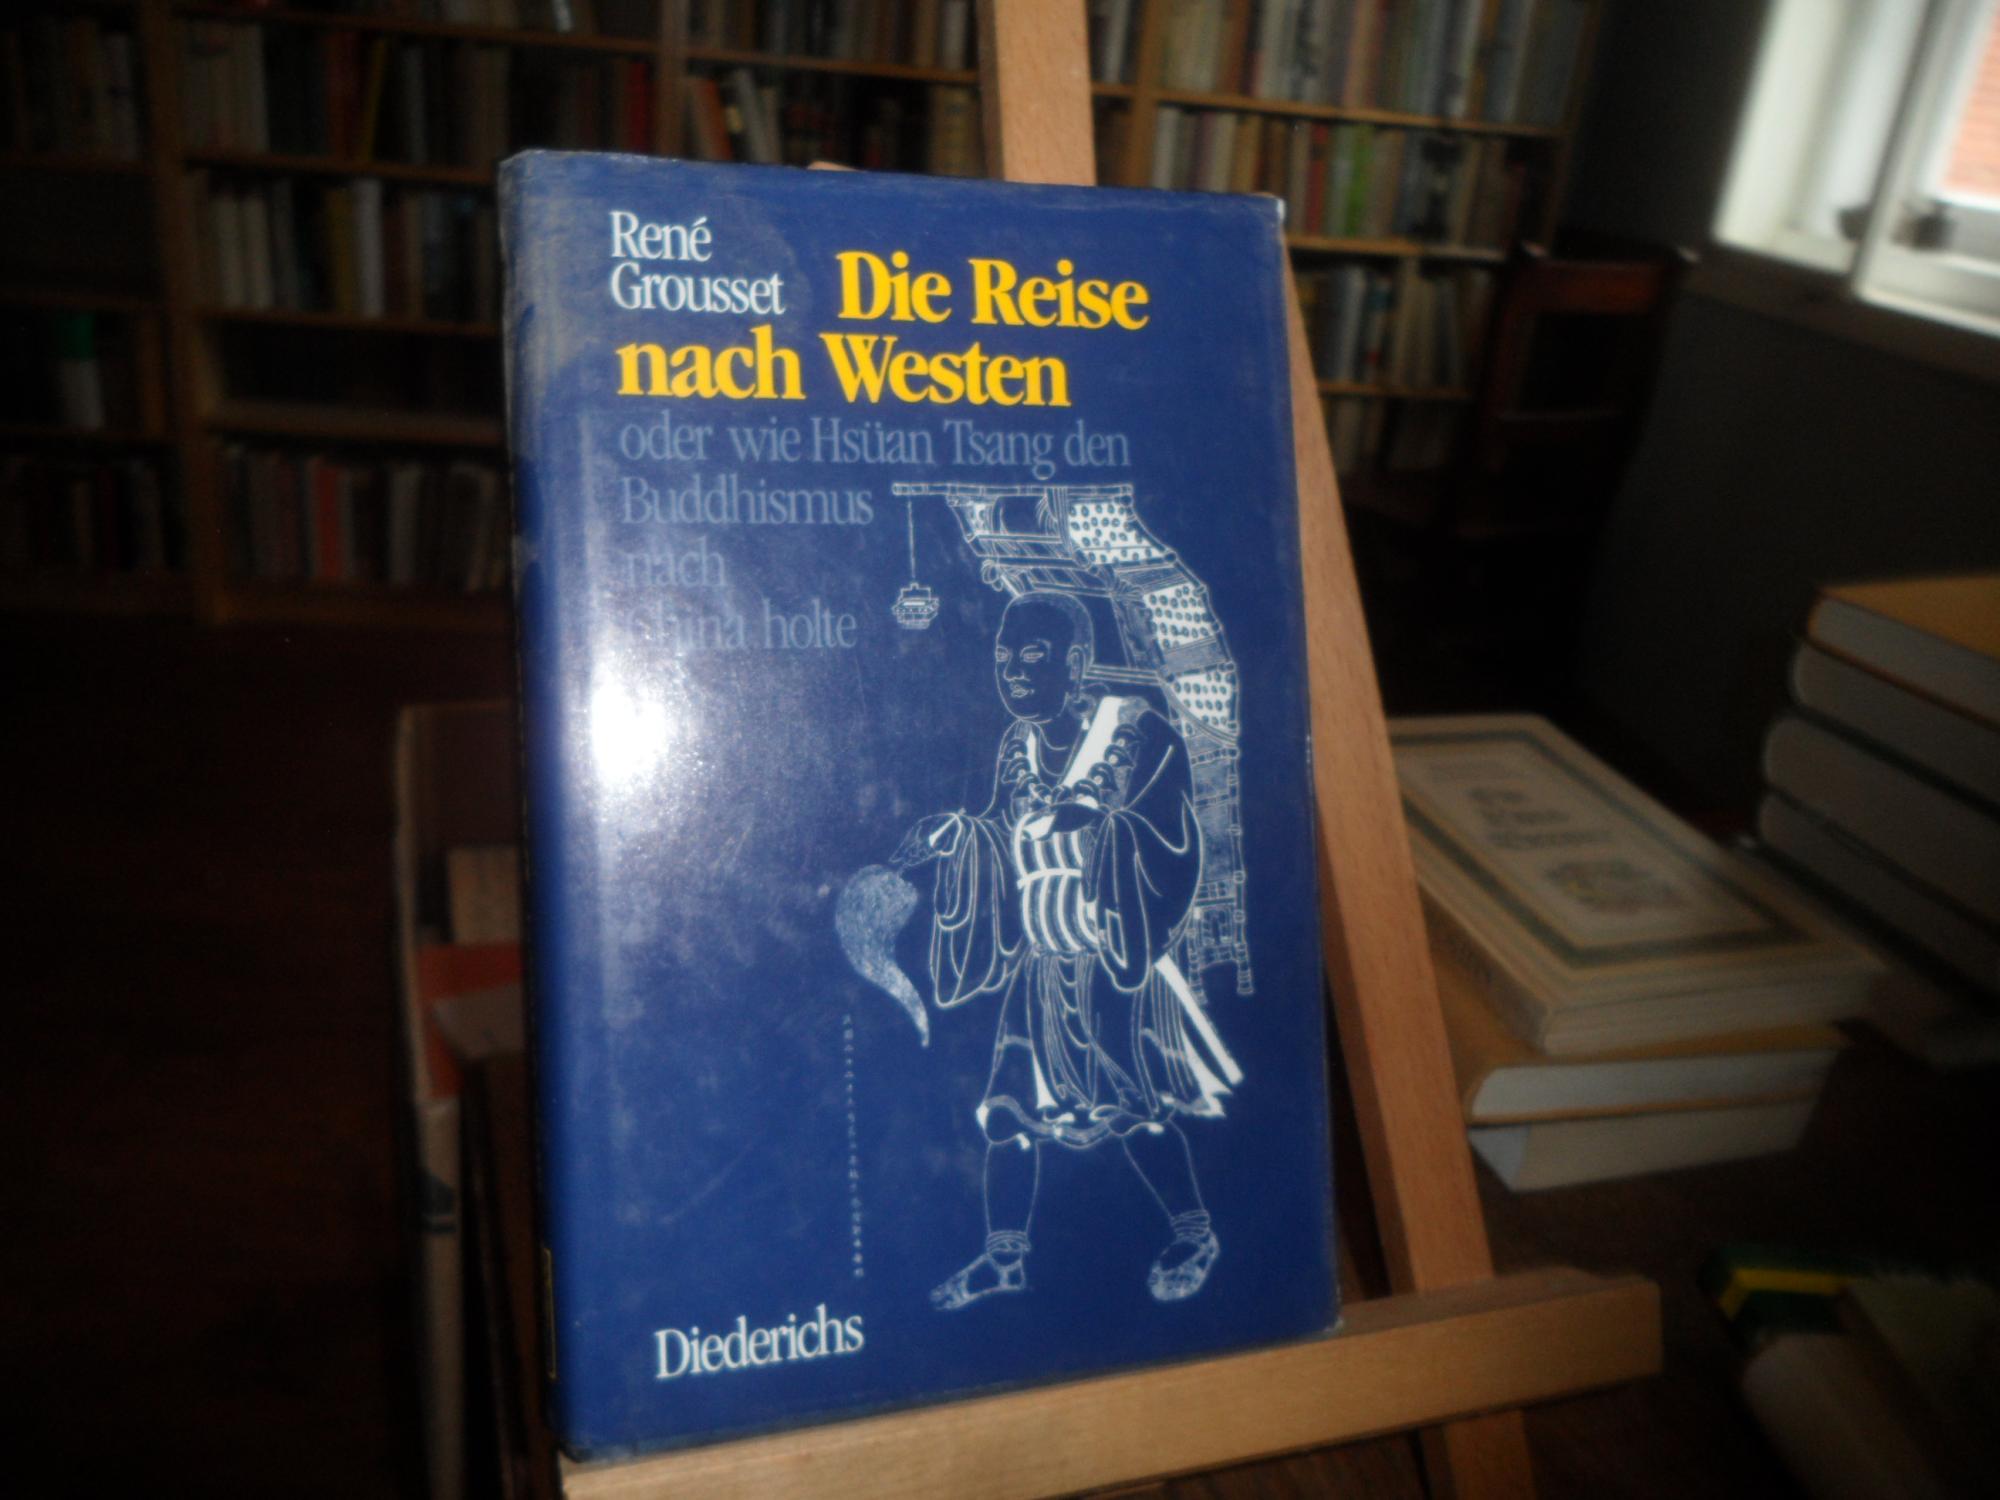 René
Grousset
Die Reise
nach Westen
oder wie Hsüan Tsang den
Buddhismus
nach
China holte
Diederichs